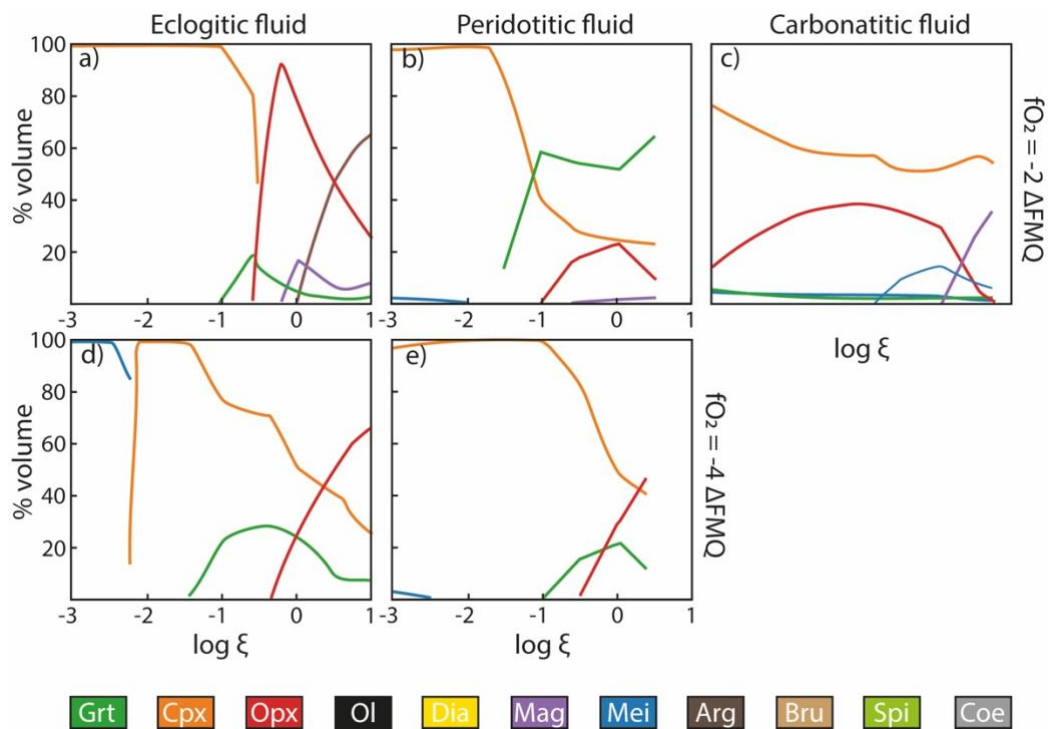 Eclogitic fluid
Peridotitic fluid
Carbonatitic fluid
100
80
60
40
20
% volume
a)
-3
-2
-1
0
1
b)
-3
-2
-1
0
1
c)
log ξ
fO₂ = -2 ΔFMQ
100
80
60
40
20
% volume
d)
-3
-2
-1
0
1
log ξ
e)
-3
-2
-1
0
1
log ξ
fO₂ = -4 ΔFMQ
Grt
Cpx
Opx
Ol
Dia
Mag
Mei
Arg
Bru
Spi
Coe